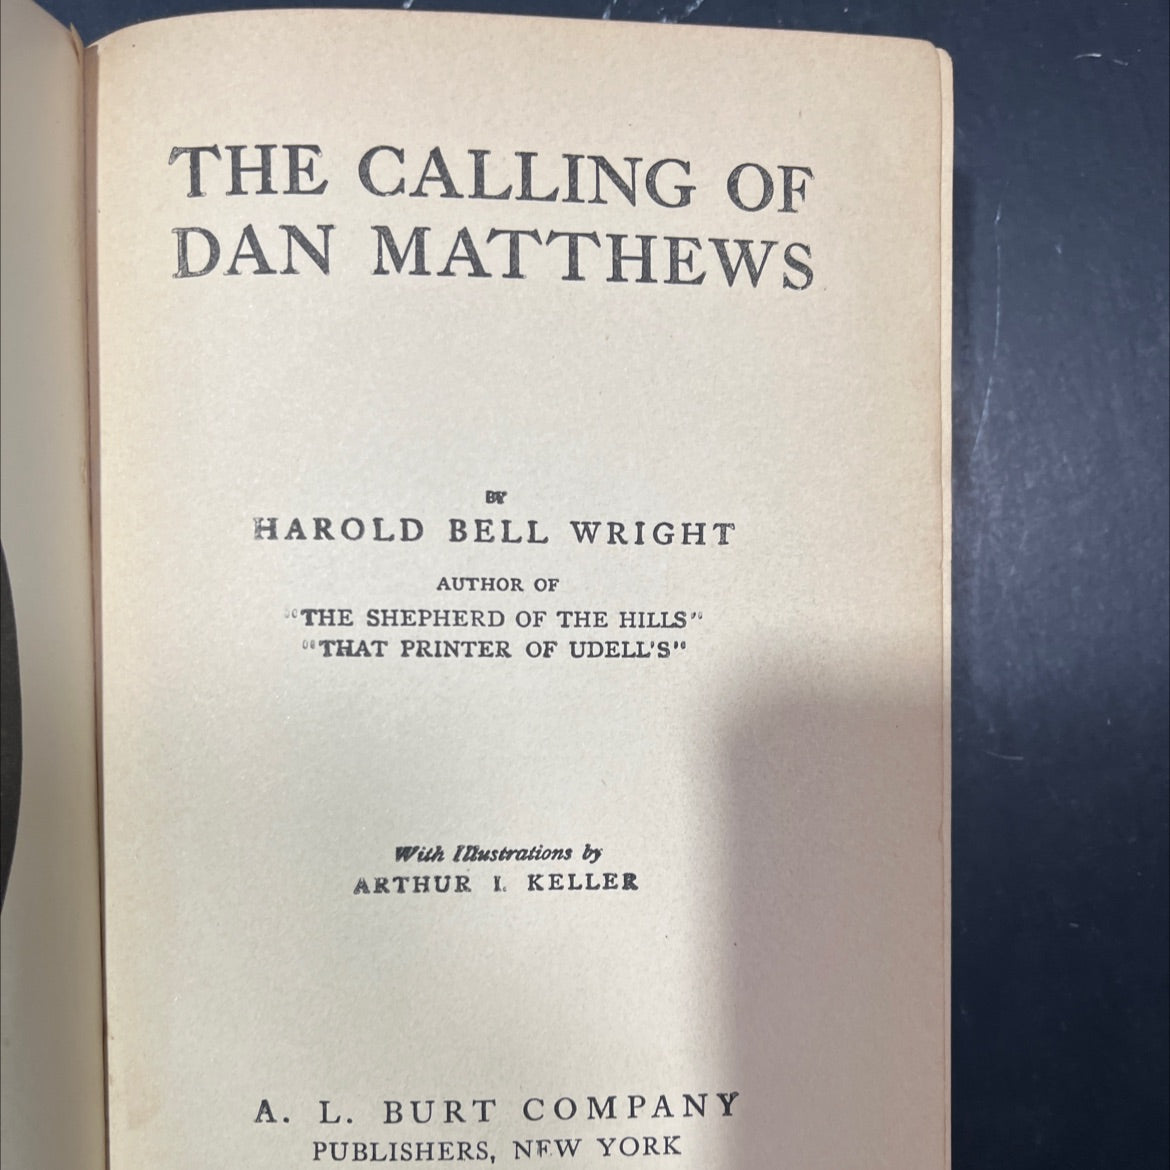 THE CALLING OF
DAN MATTHEWS
BY
HAROLD BELL WRIGHT
AUTHOR OF
"THE SHEPHERD OF THE HILLS"
"THAT PRINTER OF UDELL'S"
With Illustrations by
ARTHUR I. KELLER
A. L. BURT COMPANY
PUBLISHERS, NEW YORK